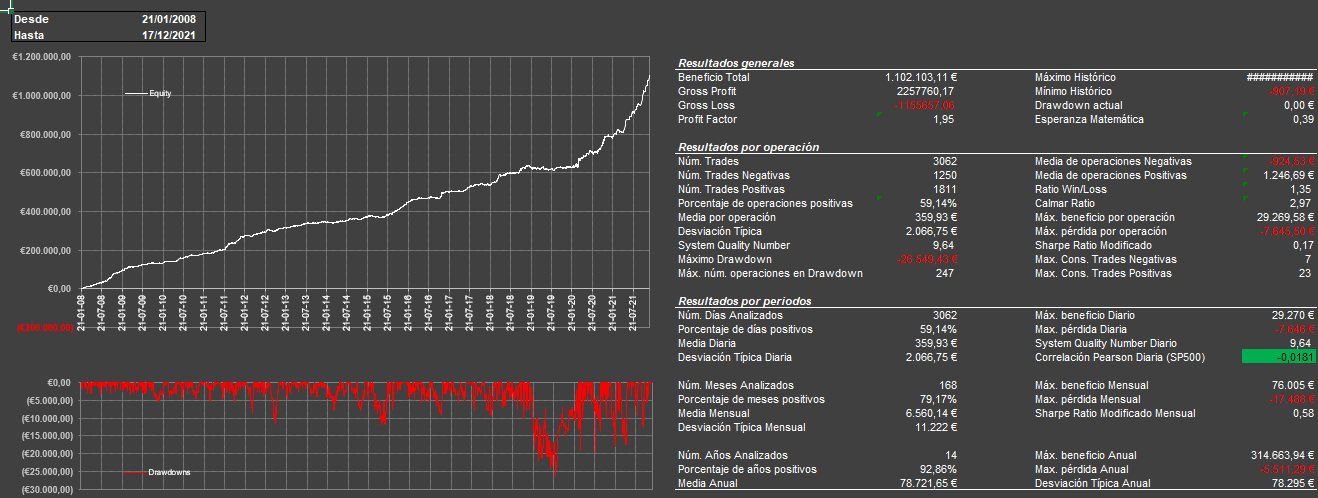 Desde 21/01/2008
Hasta 17/12/2021
€1.200.000,00
€1.000.000,00
€800.000,00
€600.000,00
€400.000,00
€200.000,00
€0,00
(€200.000,00)
Equity
21-01-08
21-07-08
21-01-09
21-07-09
21-01-10
21-07-10
21-01-11
21-07-11
21-01-12
21-07-12
21-01-13
21-07-13
21-01-14
21-07-14
21-01-15
21-07-15
21-01-16
21-07-16
21-01-17
21-07-17
21-01-18
21-07-18
21-01-19
21-07-19
21-01-20
21-07-20
21-01-21
21-07-21
€0,00
(€5.000,00)
(€10.000,00)
(€15.000,00)
(€20.000,00)
(€25.000,00)
(€30.000,00)
Drawdowns
Resultados generales
Beneficio Total 1.102.103,11 € Máximo Histórico ###########
Gross Profit 2257760,17 Mínimo Histórico -907,19 €
Gross Loss -1155657,06 Drawdown actual 0,00 €
Profit Factor 1,95 Esperanza Matemática 0,39
Resultados por operación
Núm. Trades 3062 Media de operaciones Negativas -924,53 €
Núm. Trades Negativas 1250 Media de operaciones Positivas 1.246,69 €
Núm. Trades Positivas 1811 Ratio Win/Loss 1,35
Porcentaje de operaciones positivas 59,14% Calmar Ratio 2,97
Media por operación 359,93 € Máx. beneficio por operación 29.269,58 €
Desviación Típica 2.066,75 € Máx. pérdida por operación -7.645,50 €
System Quality Number 9,64 Sharpe Ratio Modificado 0,17
Máximo Drawdown -26.549,43 € Max. Cons. Trades Negativas 7
Máx. núm. operaciones en Drawdown 247 Max. Cons. Trades Positivas 23
Resultados por periodos
Núm. Días Analizados 3062 Máx. beneficio Diario 29.270 €
Porcentaje de días positivos 59,14% Max. pérdida Diaria -7.646 €
Media Diaria 359,93 € System Quality Number Diario 9,64
Desviación Típica Diaria 2.066,75 € Correlación Pearson Diaria (SP500) -0,0181
Núm. Meses Analizados 168 Máx. beneficio Mensual 76.005 €
Porcentaje de meses positivos 79,17% Max. pérdida Mensual -17.488 €
Media Mensual 6.560,14 € Sharpe Ratio Modificado Mensual 0,58
Desviación Típica Mensual 11.222 €
Núm. Años Analizados 14 Máx. beneficio Anual 314.663,94 €
Porcentaje de años positivos 92,86% Max. pérdida Anual -5.511,29 €
Media Anual 78.721,65 € Desviación Típica Anual 78.295 €